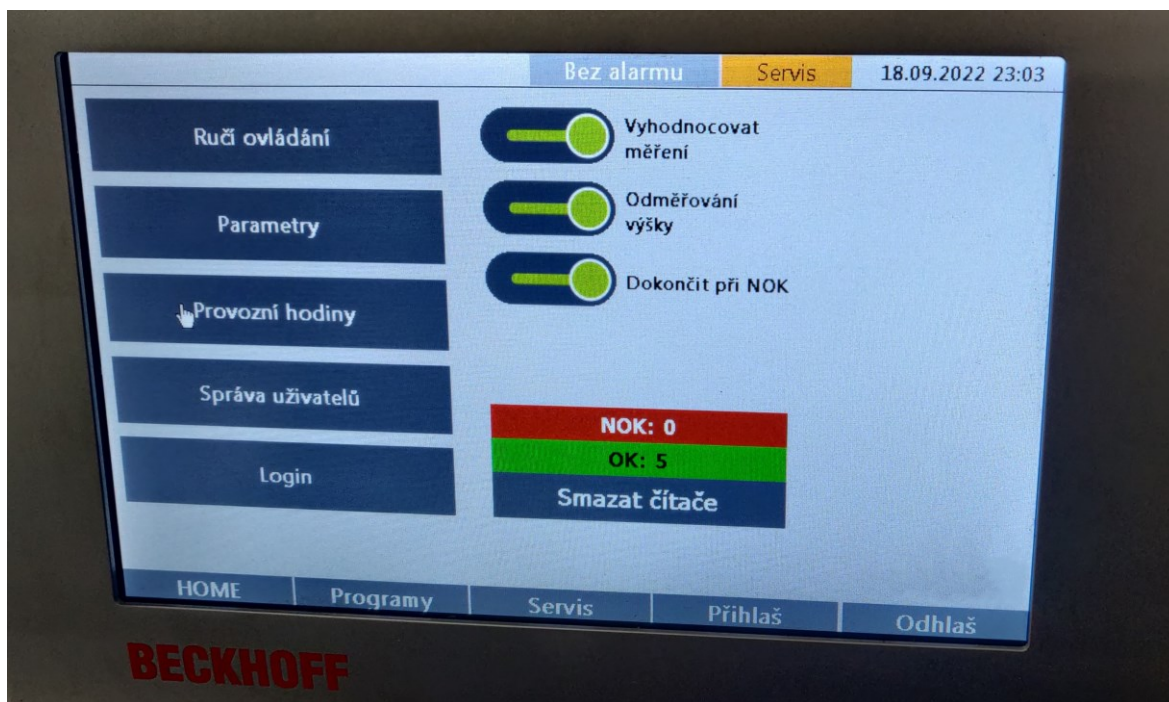 Bez alarmu Servis 18.09.2022 23:03
Ručí ovládání
Parametry
Provozní hodiny
Správa uživatelů
Login
Vyhodnocovat
měření
Odměřování
výšky
Dokončit při NOK
NOK: 0
OK: 5
Smazat čítače
HOME Programy Servis Přihlaš Odhlaš
BECKHOFF